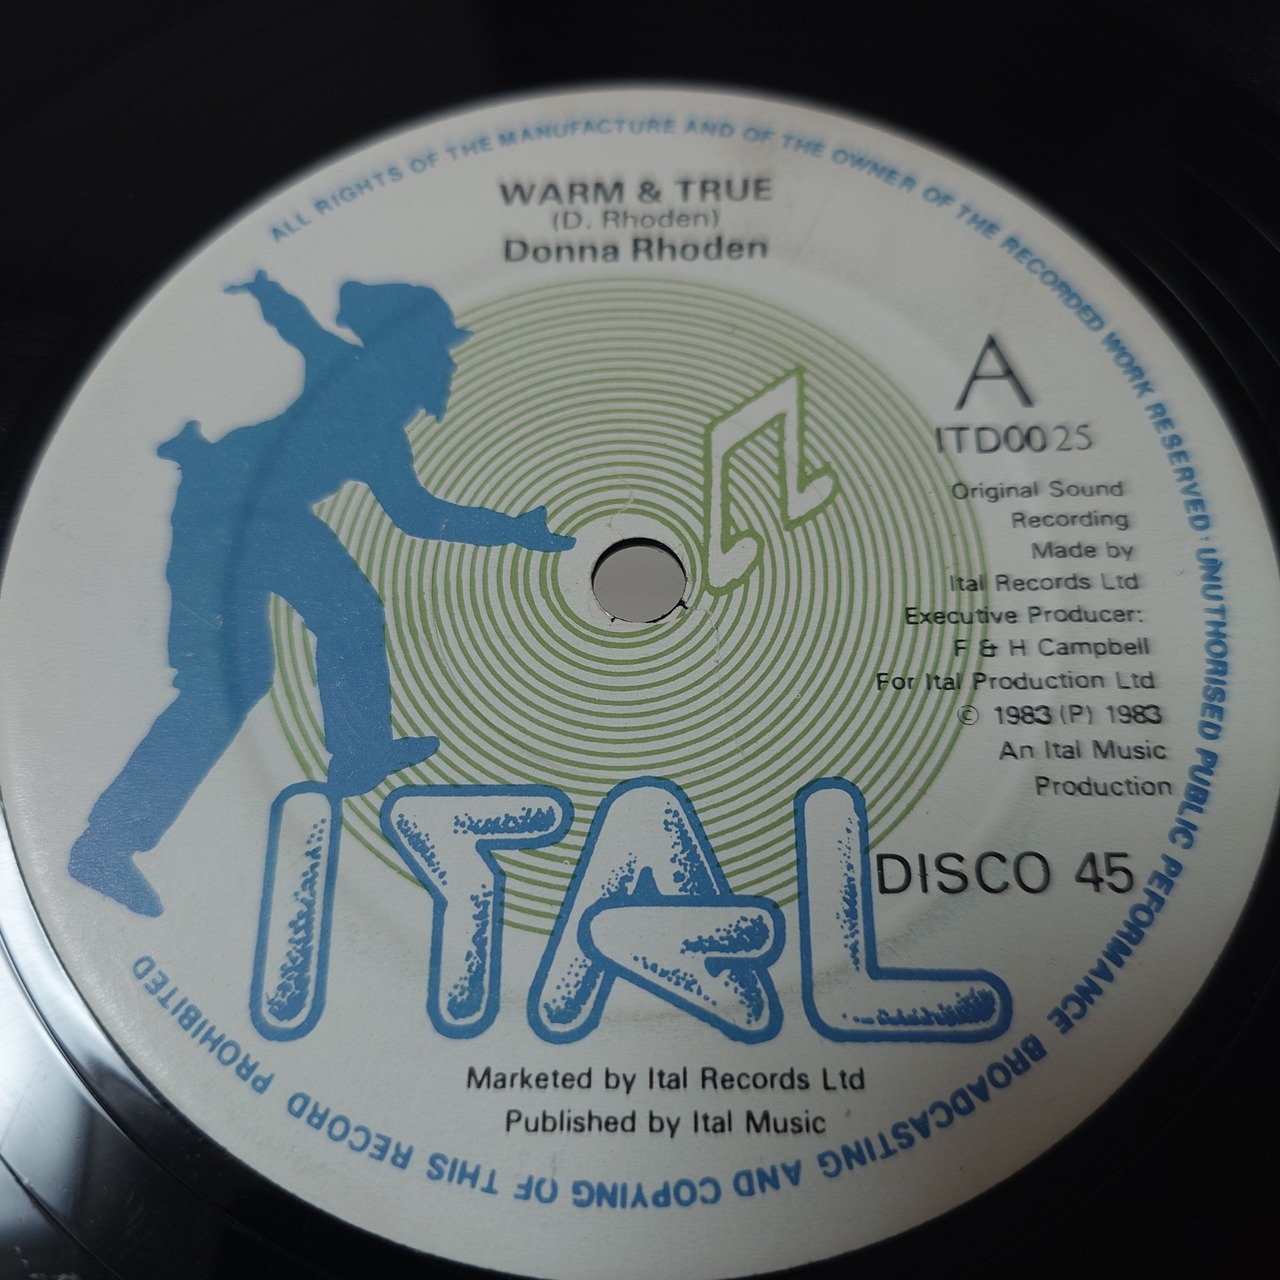 ALL RIGHTS OF THE MANUFACTURE AND OF THE OWNER OF THE RECORDED WORK RESERVED · UNUTHORISED PUBLIC PEFORMANCE BROADCASTING AND COPYING OF THIS RECORD PROHIBITED
WARM & TRUE
(D. Rhoden)
Donna Rhoden
A
ITD0025
Original Sound
Recording
Made by
Ital Records Ltd
Executive Producer:
F & H Campbell
For Ital Production Ltd
© 1983 (P) 1983
An Ital Music
Production
DISCO 45
ITAL
Marketed by Ital Records Ltd
Published by Ital Music